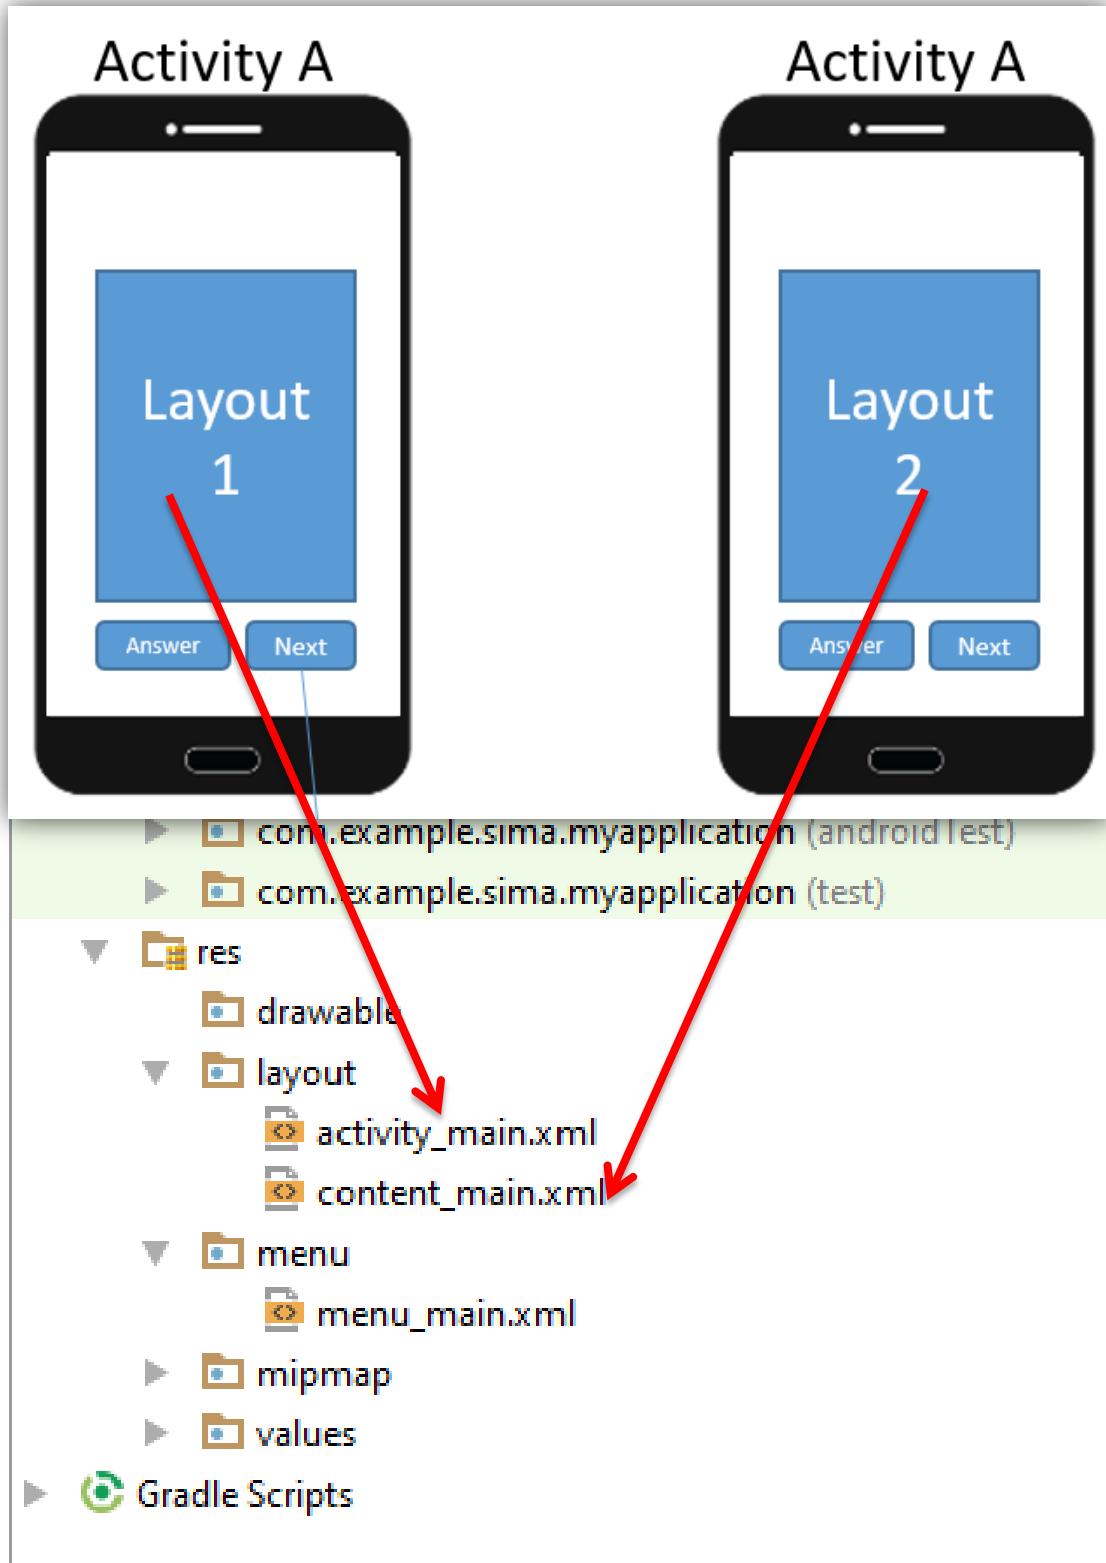 Activity A
Activity A
Layout
1
Layout
2
Answer
Next
Answer
Next
com.example.sima.myapplication (androidTest)
com.example.sima.myapplication (test)
res
drawable
layout
activity_main.xml
content_main.xml
menu
menu_main.xml
mipmap
values
Gradle Scripts